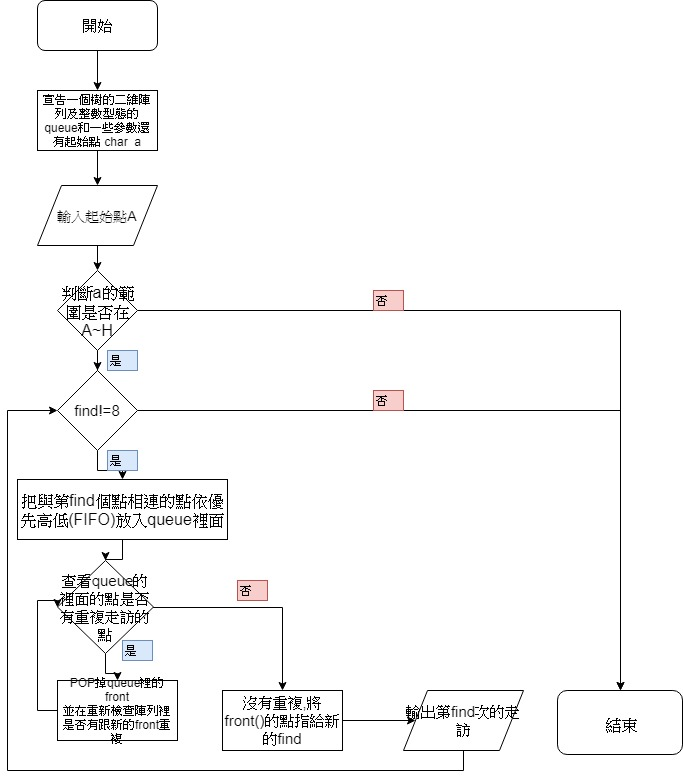 開始
宣告一個樹的二維陣
列及整數型態的
queue和一些參數還
有起始點 char a
輸入起始點A
判斷a的範
圍是否在
A~H
否
是
find!=8
否
是
把與第find個點相連的點依優
先高低(FIFO)放入queue裡面
查看queue的
裡面的點是否
有重複走訪的
點
否
是
POP掉queue裡的
front
並在重新檢查陣列裡
是否有跟新的front重
複
沒有重複,將
front()的點指給新
的find
輸出第find次的走
訪
結束